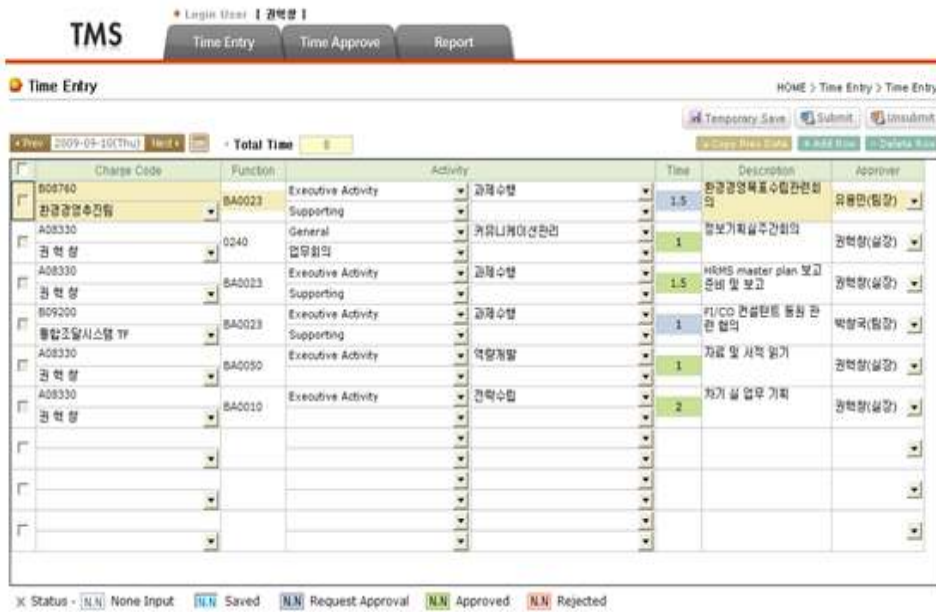 Login User [ 권혁창 ]
TMS
Time Entry Time Approve Report
Time Entry
HOME > Time Entry > Time Entry
Temporary Save Submit Unsubmit
Prev 2009-09-10(Thu) Next Total Time 8 Copy Prev Data + Add Row - Delete Row
Charge Code Function Activity Time Description Approver
B08760 BA0023 Executive Activity 과제수행 1.5 환경경영목표수립관련회
환경경영추진팀 Supporting 의 유용민(팀장)
A08330 0240 General 커뮤니케이션관리 1 정보기획실주간회의
권 혁 창 업무회의 권혁창(실장)
A08330 BA0023 Executive Activity 과제수행 1.5 HRMS master plan 보고
권 혁 창 Supporting 준비 및 보고 권혁창(실장)
B09200 BA0023 Executive Activity 과제수행 1 FI/CO 컨설턴트 동원 관
통합조달시스템 TF Supporting 련 협의 박창국(팀장)
A08330 BA0050 Executive Activity 역량개발 1 자료 및 서적 읽기
권 혁 창 권혁창(실장)
A08330 BA0010 Executive Activity 전략수립 2 차기 실 업무 기획
권 혁 창 권혁창(실장)
※ Status - N.N None Input N.N Saved N.N Request Approval N.N Approved N.N Rejected